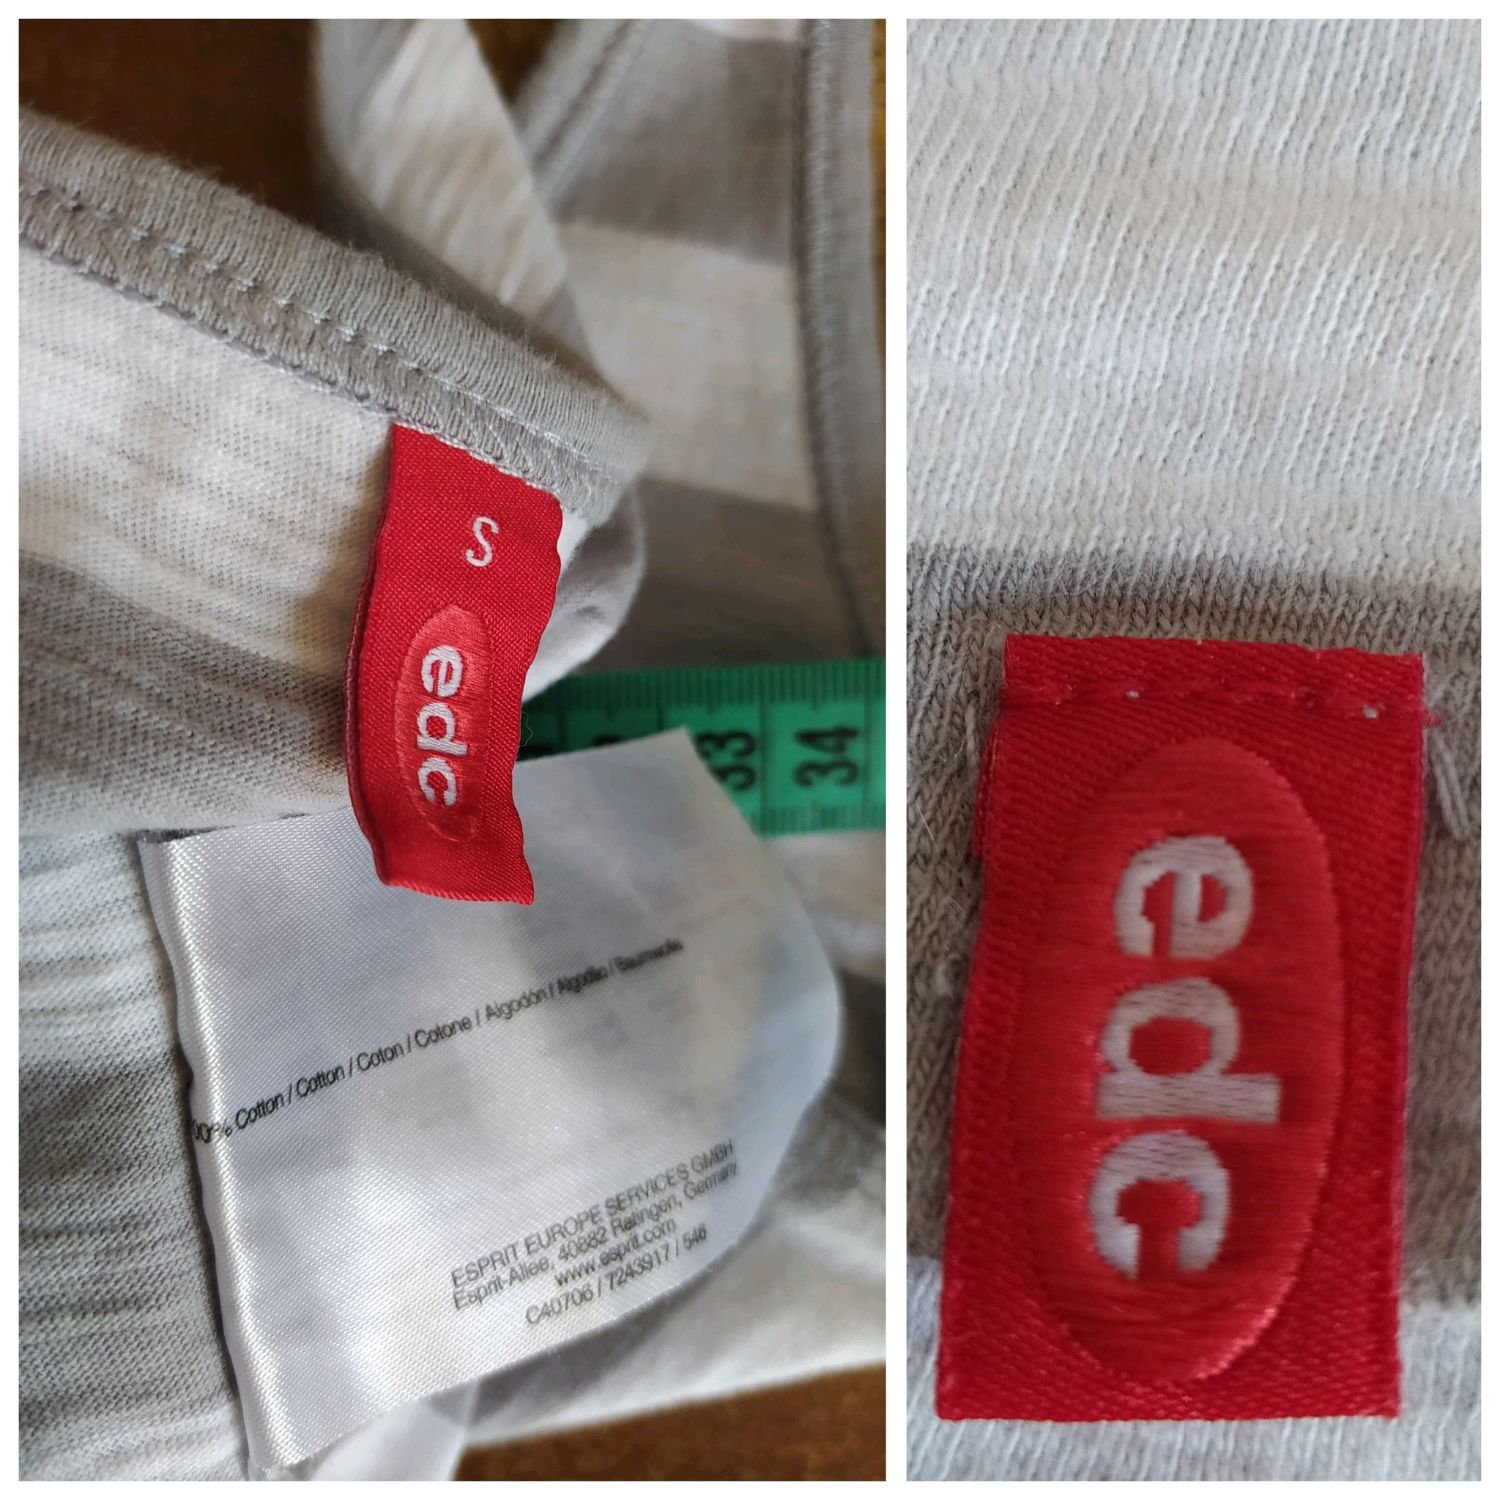 S
edc
33
34
00% Cotton / Cotton / Coton / Cotone / Algodón / Algodão / Baumwolle
ESPRIT EUROPE SERVICES GMBH
Esprit-Allee, 40882 Ratingen, Germany
www.esprit.com
C40706 / 7243917 / 546
edc